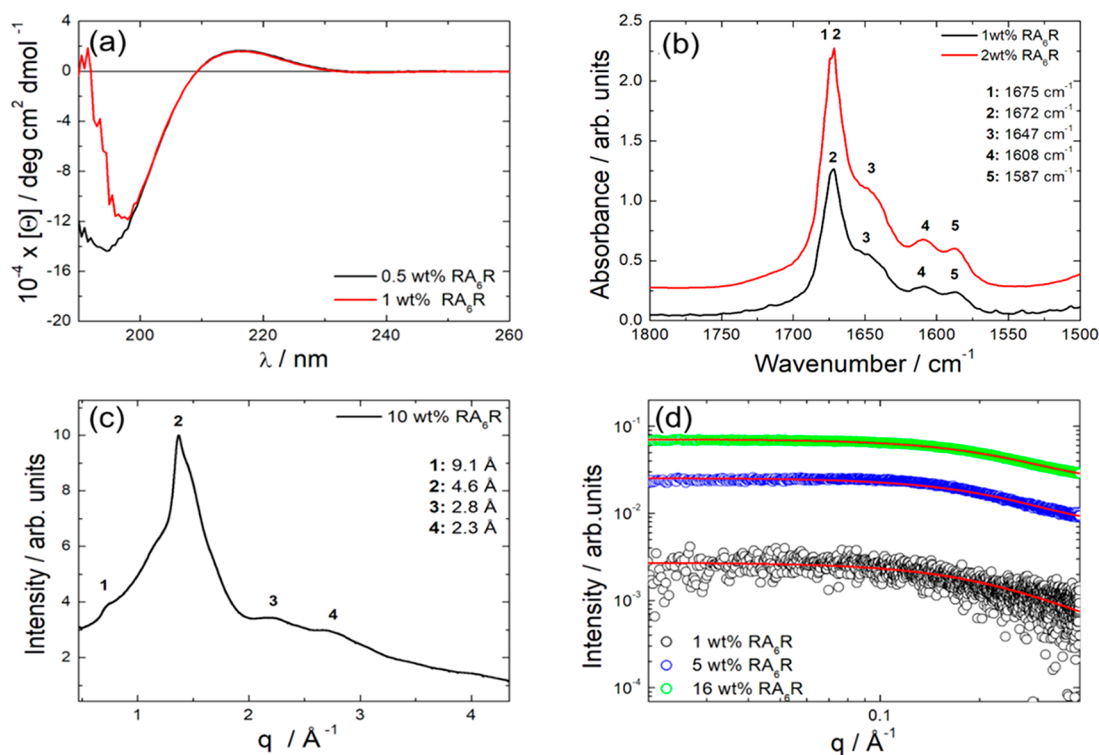 (a)
10⁻⁴ x [Θ] / deg cm² dmol⁻¹
4
0
-4
-8
-12
-16
-20
0.5 wt% RA₆R
1 wt% RA₆R
200 220 240 260
λ / nm
(b)
Absorbance / arb. units
2.5
2.0
1.5
1.0
0.5
0.0
1wt% RA₆R
2wt% RA₆R
1: 1675 cm⁻¹
2: 1672 cm⁻¹
3: 1647 cm⁻¹
4: 1608 cm⁻¹
5: 1587 cm⁻¹
1 2
3
4 5
2
3
4 5
1800 1750 1700 1650 1600 1550 1500
Wavenumber / cm⁻¹
(c)
Intensity / arb. units
10
8
6
4
2
10 wt% RA₆R
1: 9.1 Å
2: 4.6 Å
3: 2.8 Å
4: 2.3 Å
2
1
3
4
1 2 3 4
q / Å⁻¹
(d)
Intensity / arb.units
10⁻¹
10⁻²
10⁻³
10⁻⁴
1 wt% RA₆R
5 wt% RA₆R
16 wt% RA₆R
0.1
q / Å⁻¹